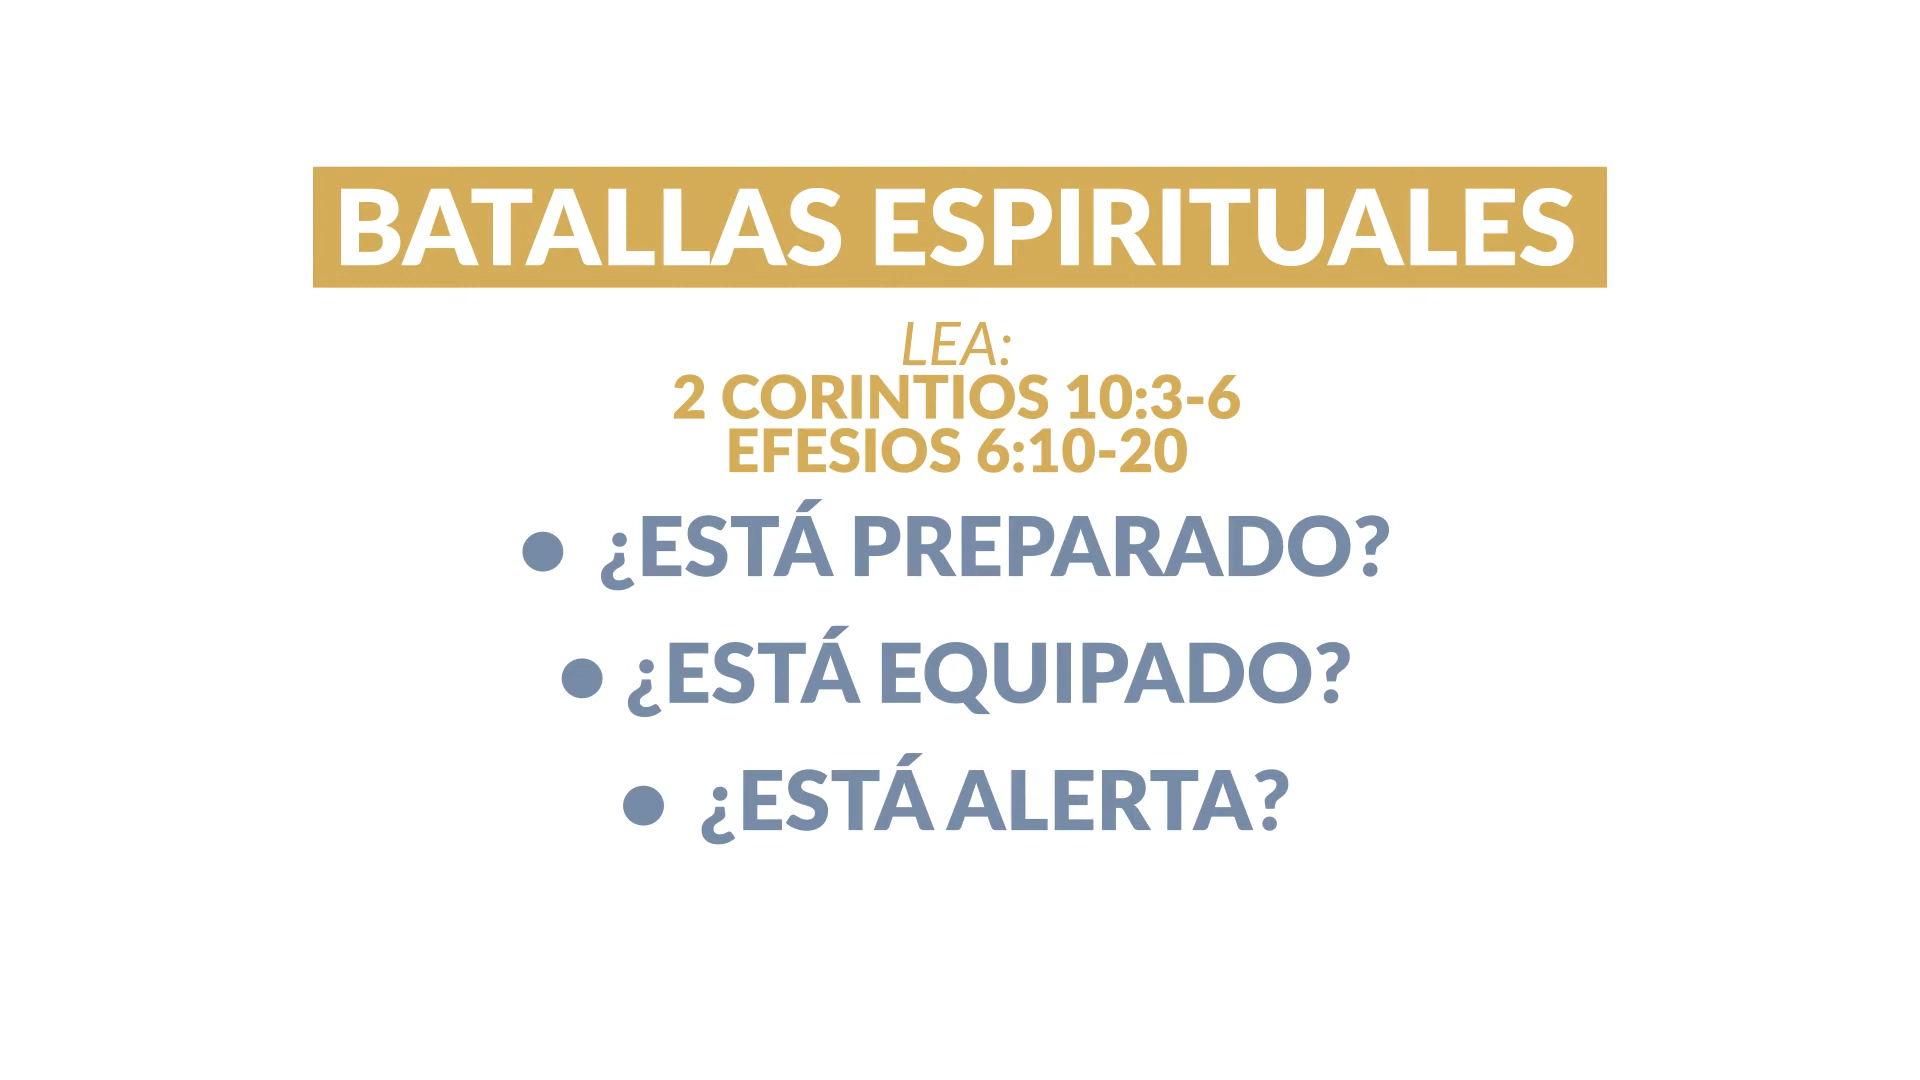 BATALLAS ESPIRITUALES
LEA:
2 CORINTIOS 10:3-6
EFESIOS 6:10-20
• ¿ESTÁ PREPARADO?
• ¿ESTÁ EQUIPADO?
• ¿ESTÁ ALERTA?